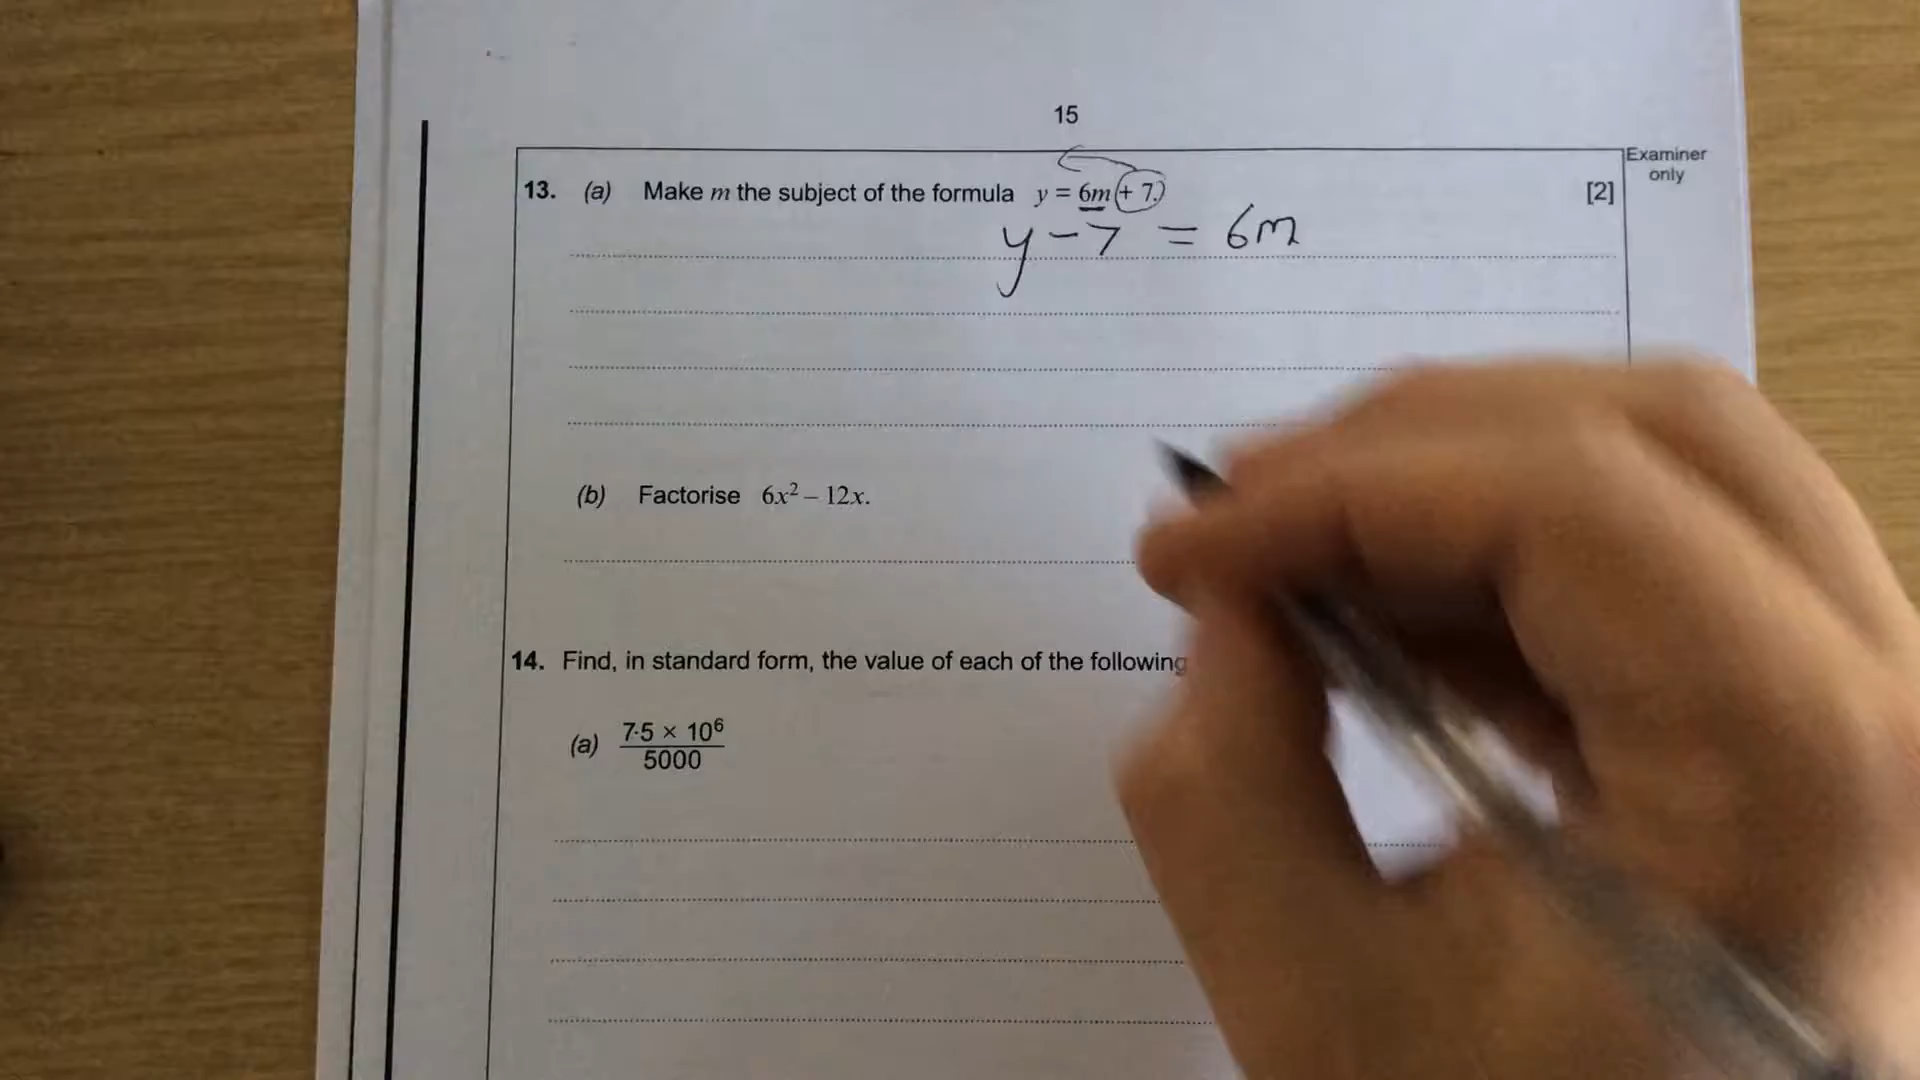 15
Examiner
only
13. (a) Make m the subject of the formula y = 6m + 7. [2]
y - 7 = 6m
(b) Factorise 6x² – 12x.
14. Find, in standard form, the value of each of the following
(a) 7·5 × 10⁶
5000